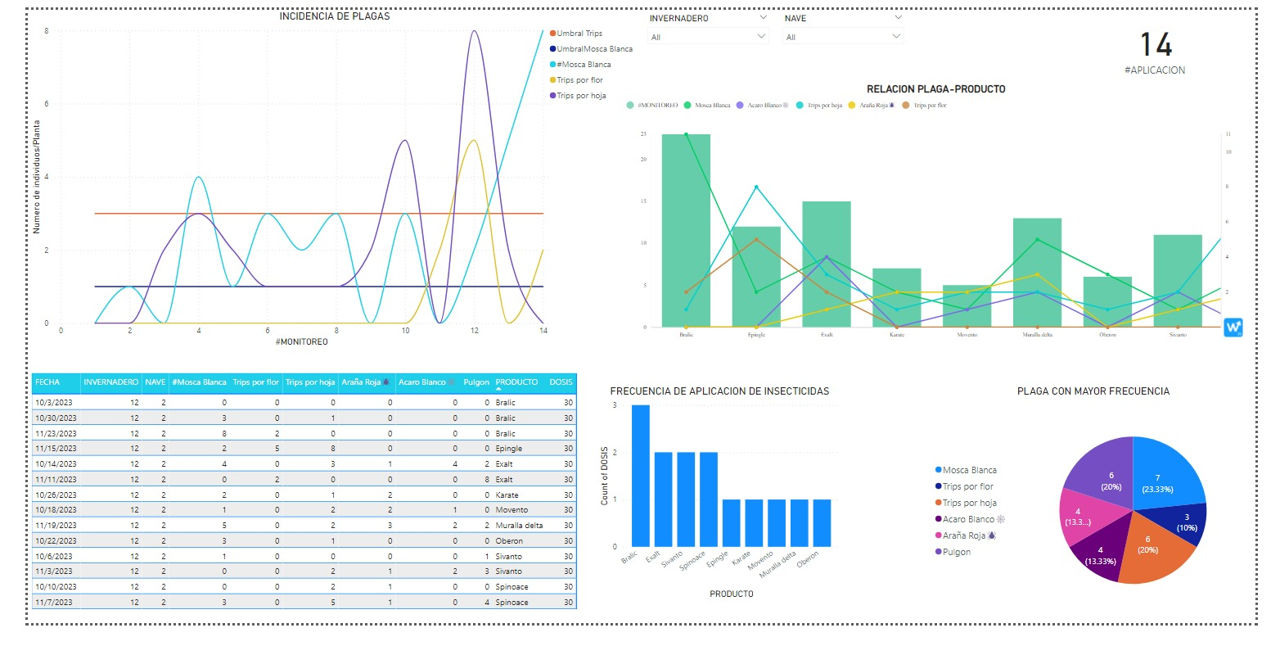 INCIDENCIA DE PLAGAS
8
6
4
2
0
Número de individuos/Planta
0 2 4 6 8 10 12 14
#MONITOREO
Umbral Trips
UmbralMosca Blanca
#Mosca Blanca
Trips por flor
Trips por hoja
INVERNADERO NAVE
All All
14
#APLICACION
RELACION PLAGA-PRODUCTO
#MONITOREO Mosca Blanca Acaro Blanco Trips por hoja Araña Roja Trips por flor
23
20
15
10
5
0
11
10
8
6
4
2
Bralic Epingle Exalt Karate Movento Muralla delta Oberon Sivanto
W
FECHA INVERNADERO NAVE #Mosca Blanca Trips por flor Trips por hoja Araña Roja Acaro Blanco Pulgon PRODUCTO DOSIS
10/3/2023 12 2 0 0 0 0 0 0 Bralic 30
10/30/2023 12 2 3 0 1 0 0 0 Bralic 30
11/23/2023 12 2 8 2 0 0 0 0 Bralic 30
11/15/2023 12 2 2 5 8 0 0 0 Epingle 30
10/14/2023 12 2 4 0 3 1 4 2 Exalt 30
11/11/2023 12 2 0 2 0 0 0 8 Exalt 30
10/26/2023 12 2 2 0 1 2 0 0 Karate 30
10/18/2023 12 2 1 0 2 2 1 0 Movento 30
11/19/2023 12 2 5 0 2 3 2 2 Muralla delta 30
10/22/2023 12 2 3 0 1 0 0 0 Oberon 30
10/6/2023 12 2 1 0 0 0 0 1 Sivanto 30
11/3/2023 12 2 0 0 2 1 2 3 Sivanto 30
10/10/2023 12 2 0 0 2 1 0 0 Spinoace 30
11/7/2023 12 2 3 0 5 1 0 4 Spinoace 30
FRECUENCIA DE APLICACION DE INSECTICIDAS
3
2
1
0
Count of DOSIS
Bralic Exalt Sivanto Spinoace Epingle Karate Movento Muralla delta Oberon
PRODUCTO
PLAGA CON MAYOR FRECUENCIA
Mosca Blanca
Trips por flor
Trips por hoja
Acaro Blanco
Araña Roja
Pulgon
7
(23.33%)
3
(10%)
6
(20%)
4
(13.33%)
4
(13.3...)
6
(20%)